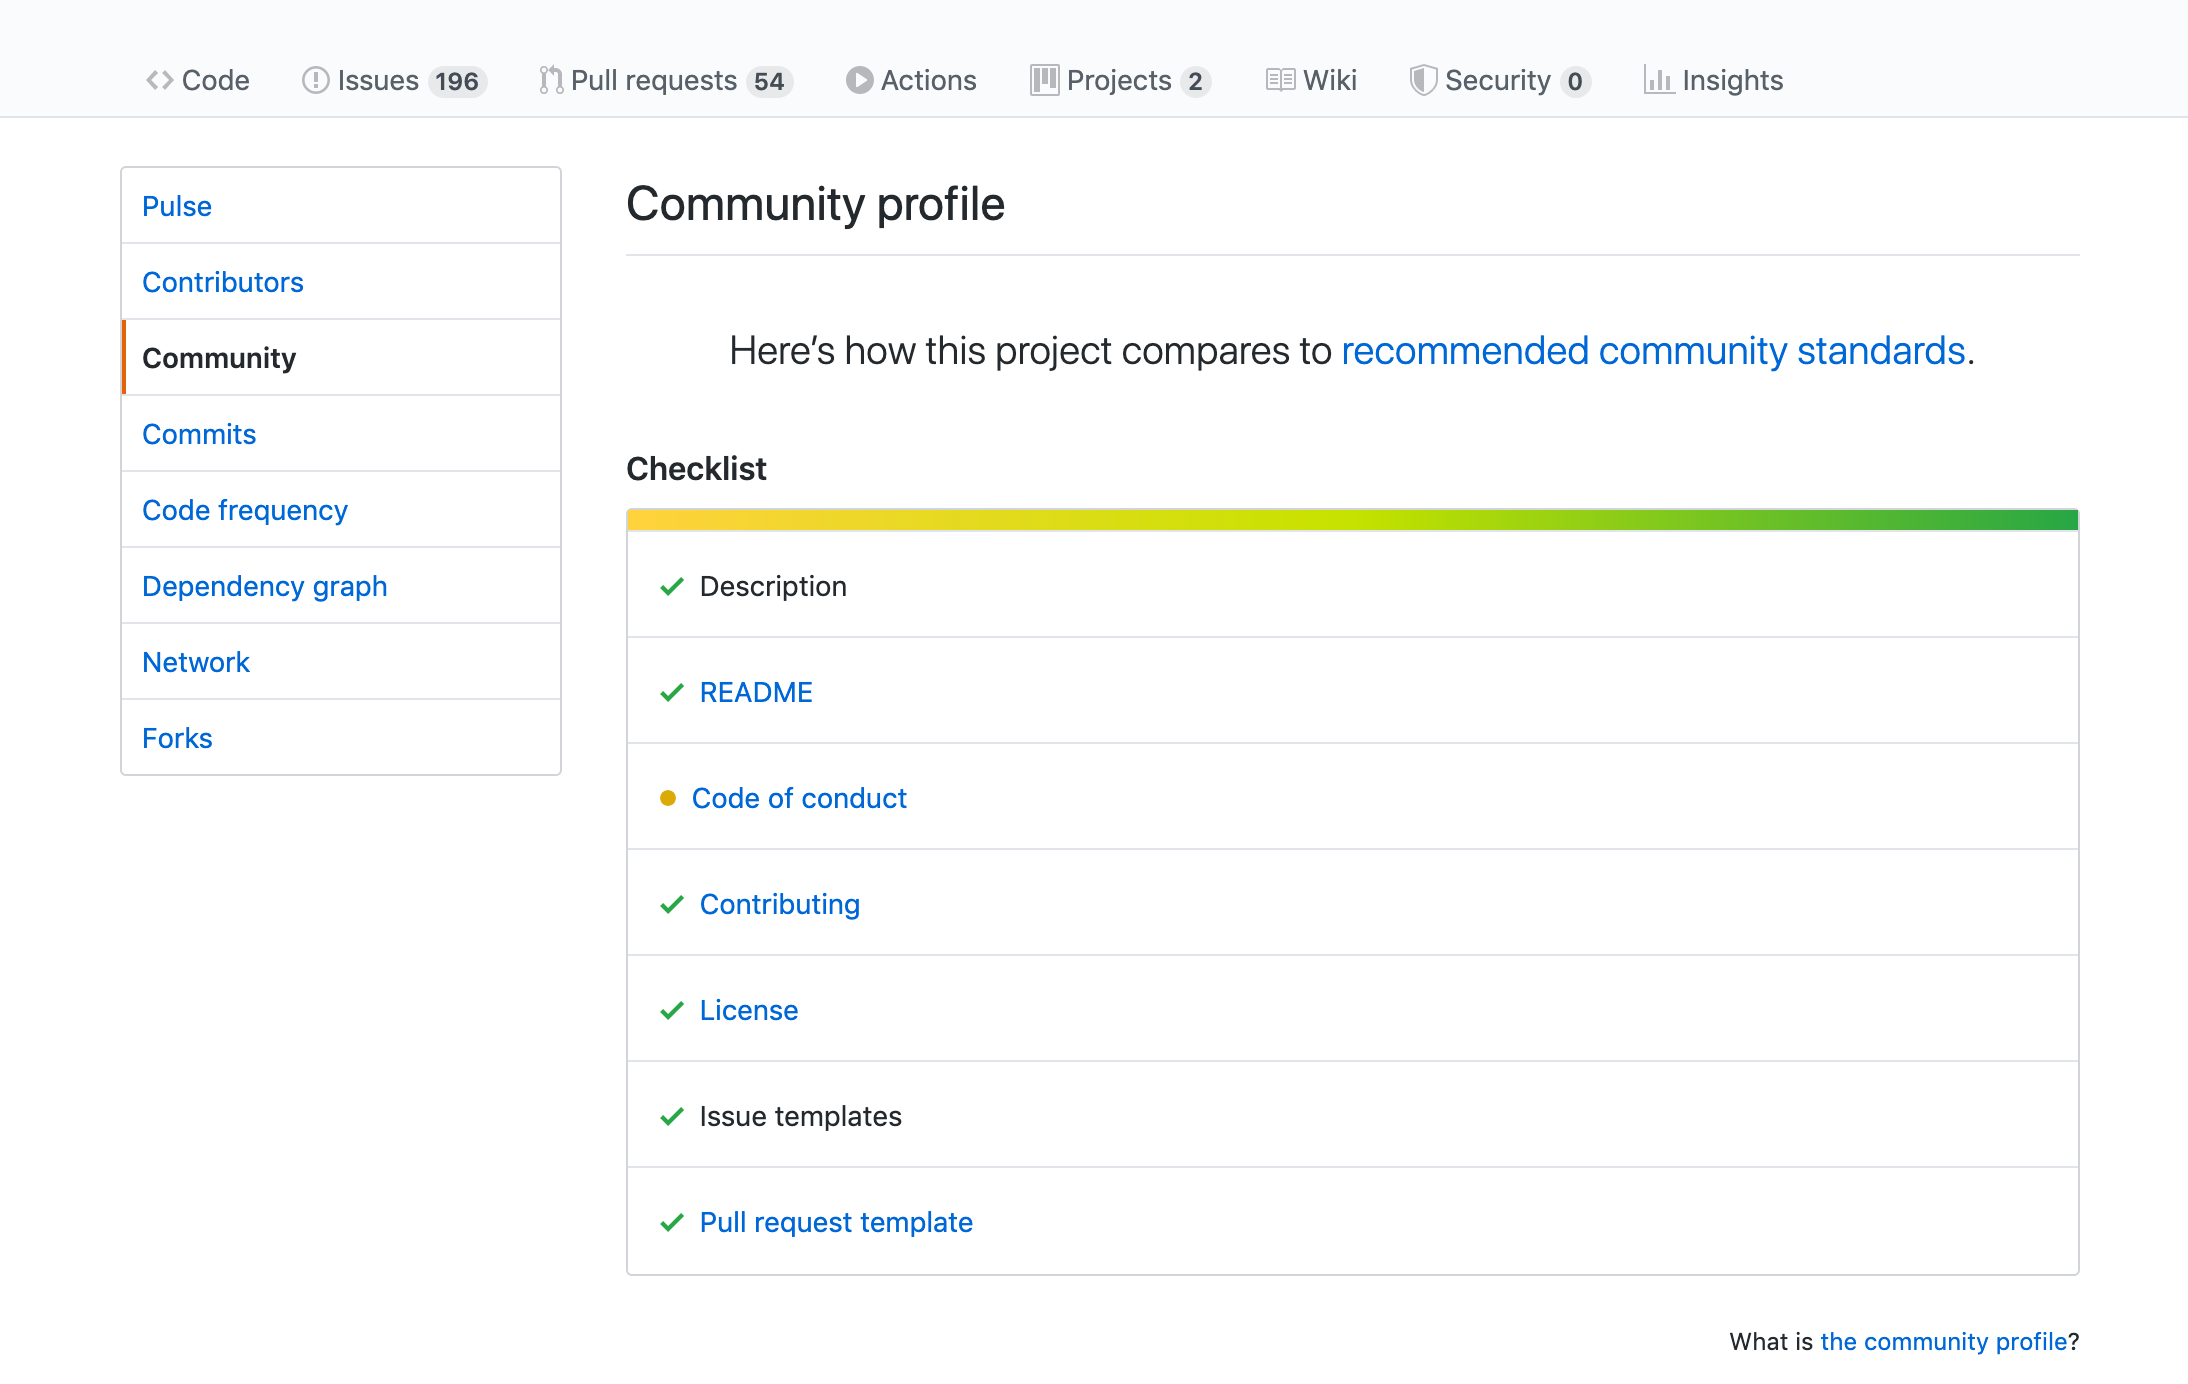 Code Issues 196 Pull requests 54 Actions Projects 2 Wiki Security 0 Insights
Pulse
Contributors
Community
Commits
Code frequency
Dependency graph
Network
Forks
Community profile
Here’s how this project compares to recommended community standards.
Checklist
Description
README
Code of conduct
Contributing
License
Issue templates
Pull request template
What is the community profile?